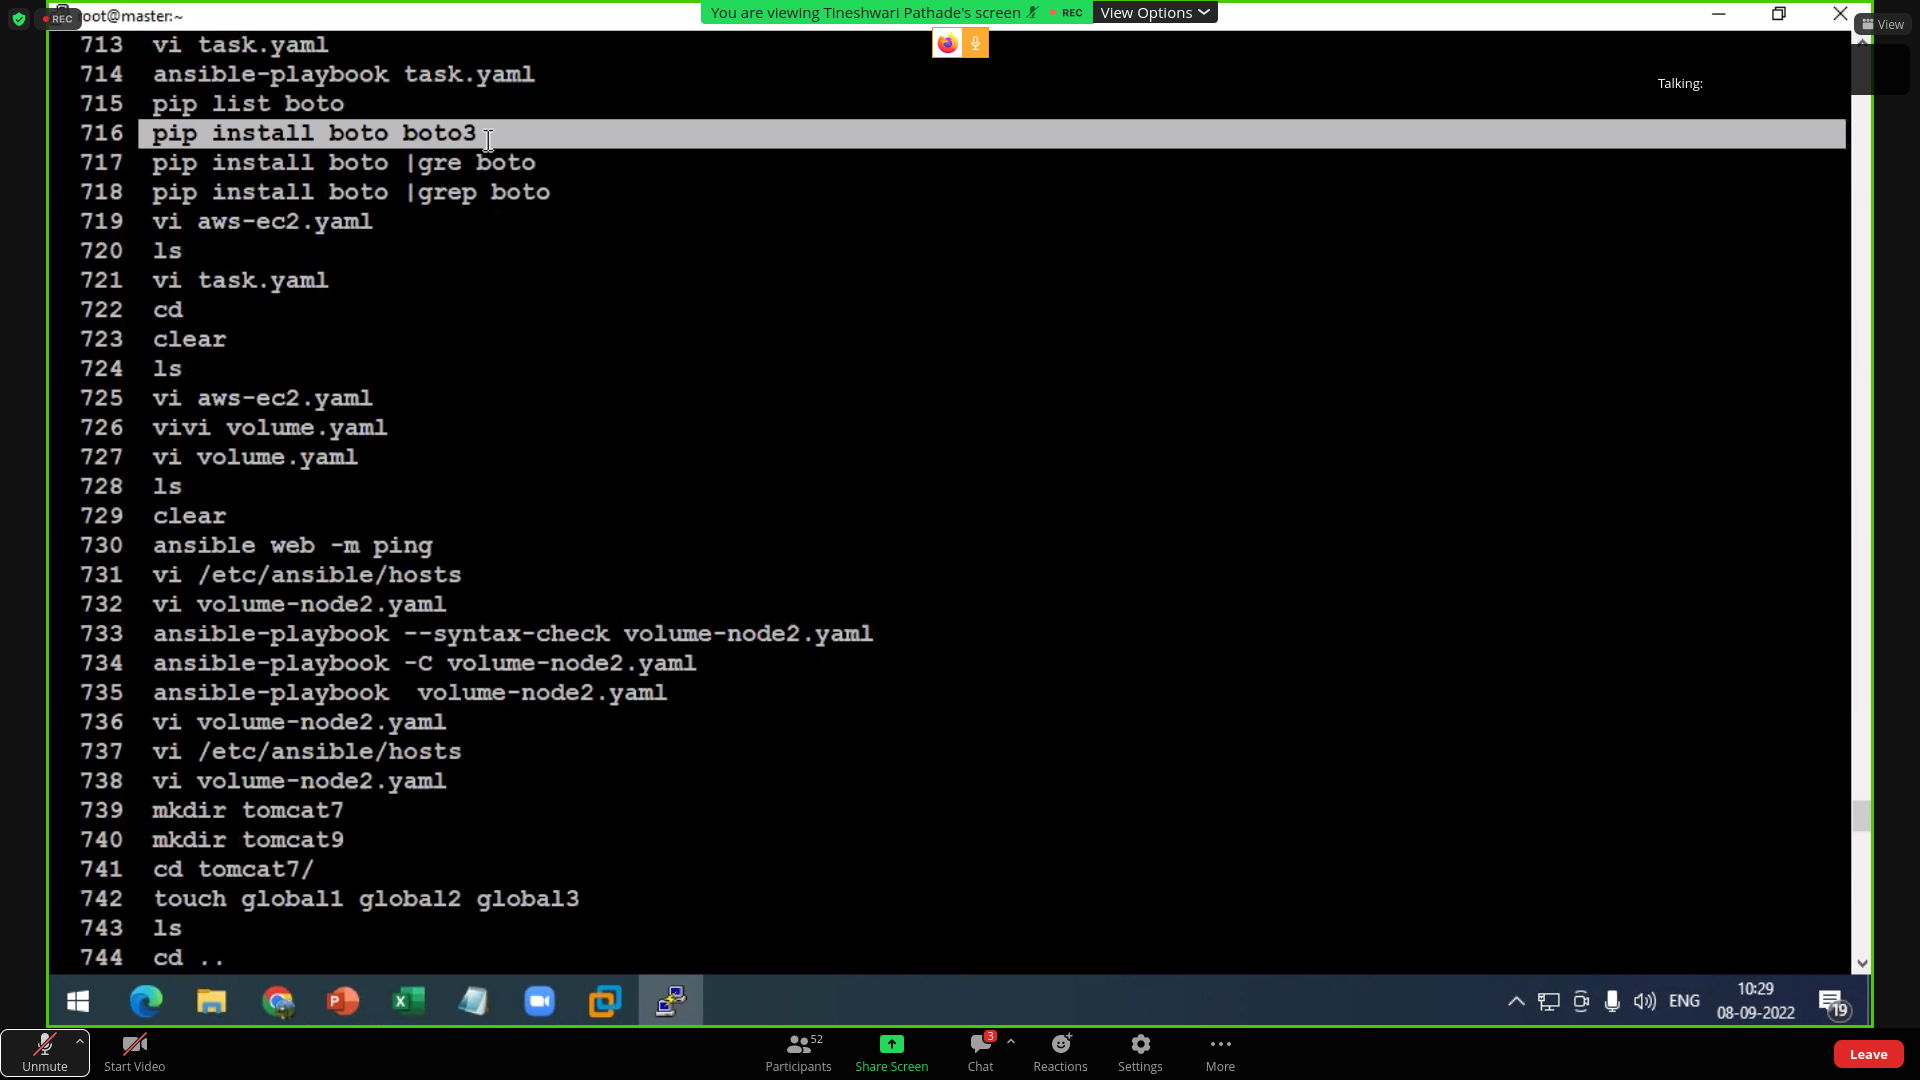 REC
root@master:~
You are viewing Tineshwari Pathade's screen
REC
View Options
View
Talking:
713 vi task.yaml
714 ansible-playbook task.yaml
715 pip list boto
716 pip install boto boto3
717 pip install boto |gre boto
718 pip install boto |grep boto
719 vi aws-ec2.yaml
720 ls
721 vi task.yaml
722 cd
723 clear
724 ls
725 vi aws-ec2.yaml
726 vivi volume.yaml
727 vi volume.yaml
728 ls
729 clear
730 ansible web -m ping
731 vi /etc/ansible/hosts
732 vi volume-node2.yaml
733 ansible-playbook --syntax-check volume-node2.yaml
734 ansible-playbook -C volume-node2.yaml
735 ansible-playbook  volume-node2.yaml
736 vi volume-node2.yaml
737 vi /etc/ansible/hosts
738 vi volume-node2.yaml
739 mkdir tomcat7
740 mkdir tomcat9
741 cd tomcat7/
742 touch global1 global2 global3
743 ls
744 cd ..
ENG
10:29
08-09-2022
19
Unmute
Start Video
Participants
52
Share Screen
Chat
3
Reactions
Settings
More
Leave